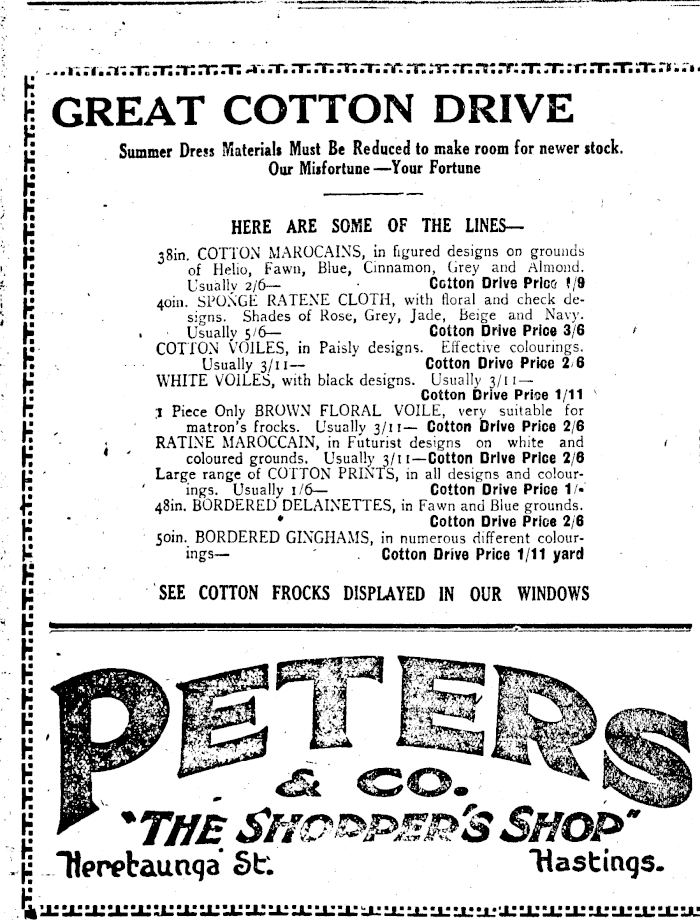 GREAT COTTON DRIVE
Summer Dress Materials Must Be Reduced to make room for newer stock.
Our Misfortune—Your Fortune
HERE ARE SOME OF THE LINES—
38in. COTTON MAROCAINS, in figured designs on grounds
of Helio, Fawn, Blue, Cinnamon, Grey and Almond.
Usually 2/6— Cotton Drive Price 1/9
40in. SPONGE RATENE CLOTH, with floral and check de-
signs. Shades of Rose, Grey, Jade, Beige and Navy.
Usually 5/6— Cotton Drive Price 3/6
COTTON VOILES, in Paisly designs. Effective colourings.
Usually 3/11— Cotton Drive Price 2/6
WHITE VOILES, with black designs. Usually 3/11—
Cotton Drive Price 1/11
1 Piece Only BROWN FLORAL VOILE, very suitable for
matron's frocks. Usually 3/11— Cotton Drive Price 2/6
RATINE MAROCCAIN, in Futurist designs on white and
coloured grounds. Usually 3/11—Cotton Drive Price 2/6
Large range of COTTON PRINTS, in all designs and colour-
ings. Usually 1/6— Cotton Drive Price 1/-
48in. BORDERED DELAINETTES, in Fawn and Blue grounds.
Cotton Drive Price 2/6
50in. BORDERED GINGHAMS, in numerous different colour-
ings— Cotton Drive Price 1/11 yard
SEE COTTON FROCKS DISPLAYED IN OUR WINDOWS
PETERS
& CO.
"THE SHOPPER'S SHOP"
Heretaunga St. Hastings.